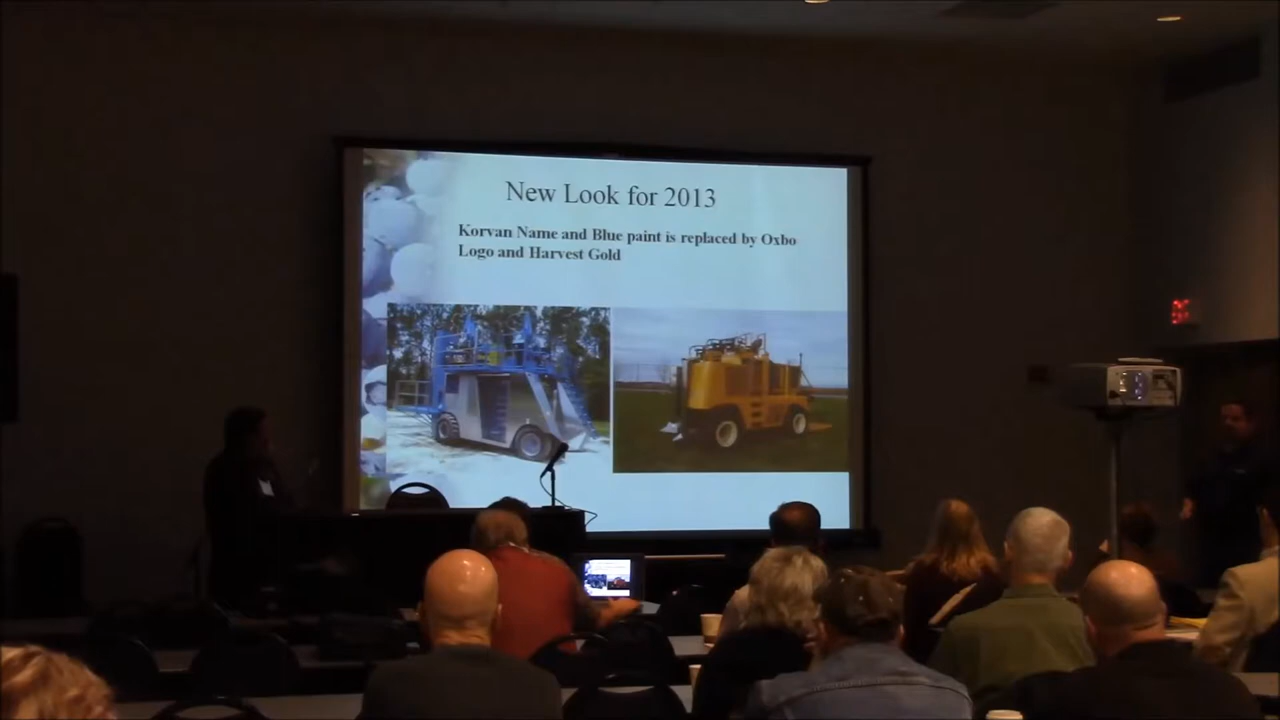 New Look for 2013
Korvan Name and Blue paint is replaced by Oxbo
Logo and Harvest Gold